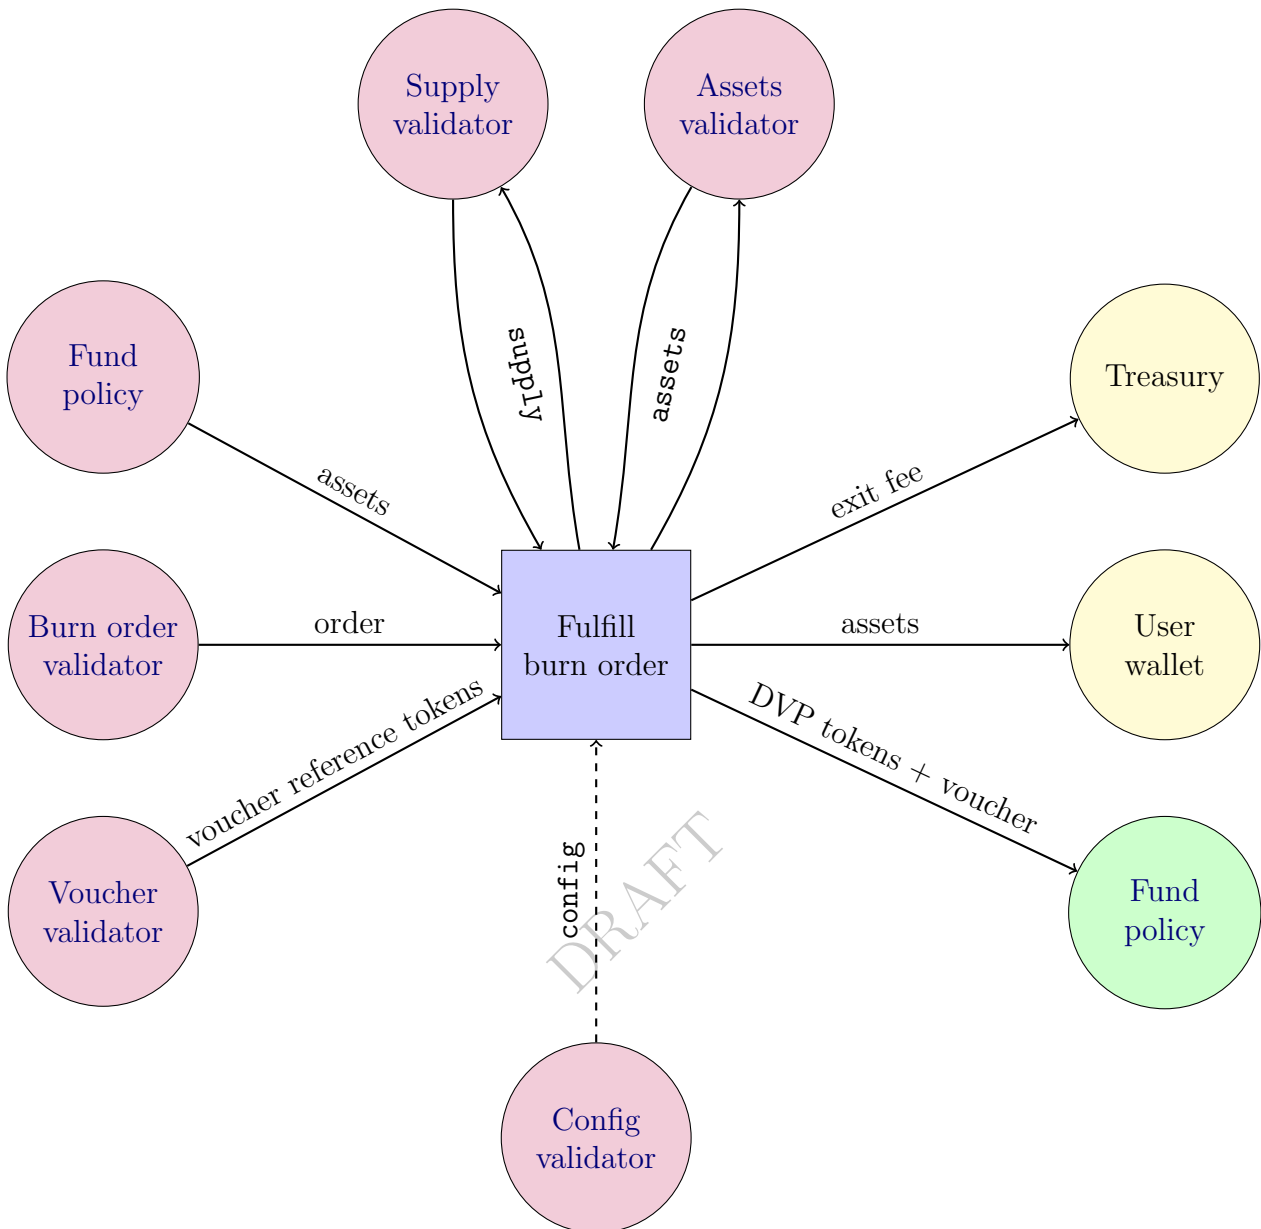 Supply
validator
Assets
validator
supply
assets
Fund
policy
Treasury
assets
exit fee
Burn order
validator
order
Fulfill
burn order
assets
User
wallet
voucher reference tokens
DVP tokens + voucher
Voucher
validator
config
DRAFT
Fund
policy
Config
validator